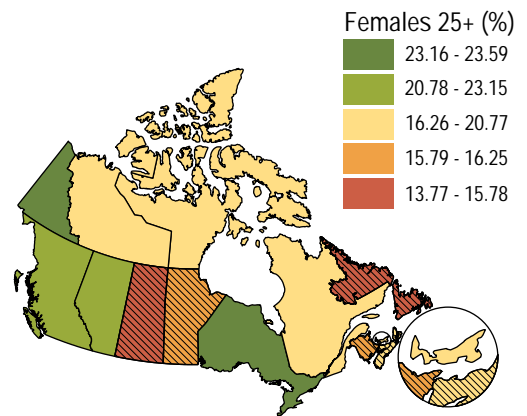 Females 25+ (%)
23.16 - 23.59
20.78 - 23.15
16.26 - 20.77
15.79 - 16.25
13.77 - 15.78